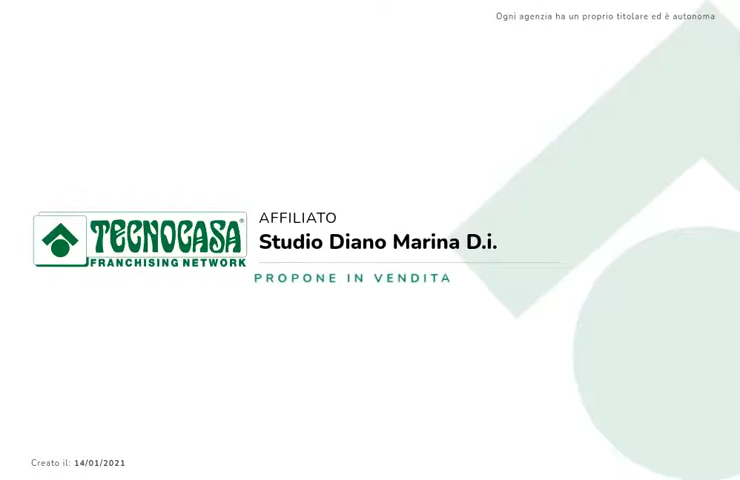 Ogni agenzia ha un proprio titolare ed è autonoma
TECNOCASA®
FRANCHISING NETWORK
AFFILIATO
Studio Diano Marina D.i.
PROPONE IN VENDITA
Creato il: 14/01/2021